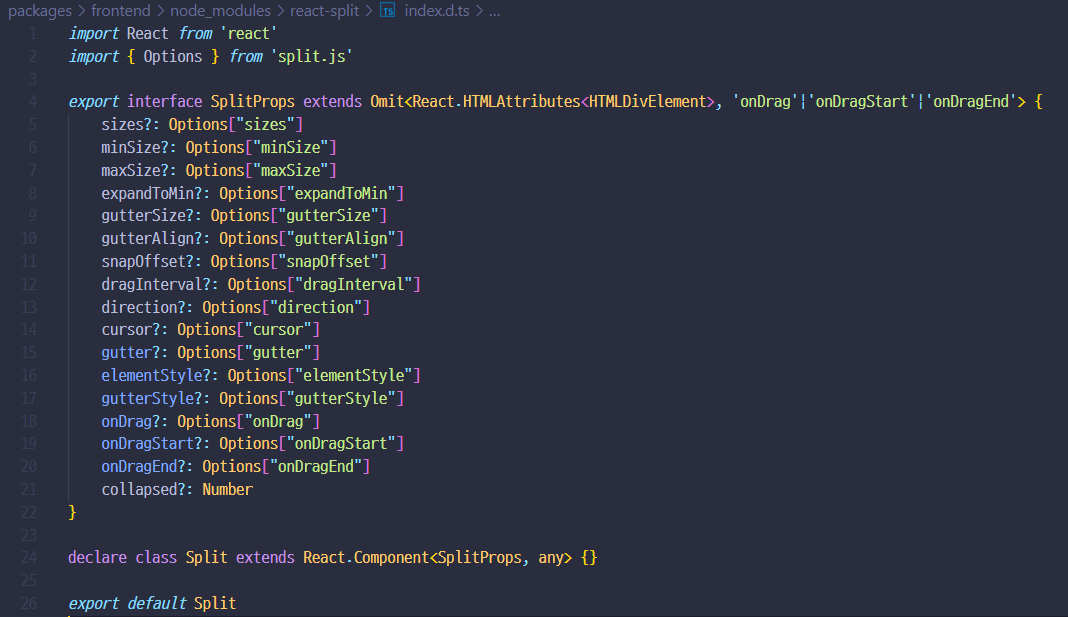 packages > frontend > node_modules > react-split > TS index.d.ts > ...
1 import React from 'react'
2 import { Options } from 'split.js'
3
4 export interface SplitProps extends Omit<React.HTMLAttributes<HTMLDivElement>, 'onDrag'|'onDragStart'|'onDragEnd'> {
5 sizes?: Options["sizes"]
6 minSize?: Options["minSize"]
7 maxSize?: Options["maxSize"]
8 expandToMin?: Options["expandToMin"]
9 gutterSize?: Options["gutterSize"]
10 gutterAlign?: Options["gutterAlign"]
11 snapOffset?: Options["snapOffset"]
12 dragInterval?: Options["dragInterval"]
13 direction?: Options["direction"]
14 cursor?: Options["cursor"]
15 gutter?: Options["gutter"]
16 elementStyle?: Options["elementStyle"]
17 gutterStyle?: Options["gutterStyle"]
18 onDrag?: Options["onDrag"]
19 onDragStart?: Options["onDragStart"]
20 onDragEnd?: Options["onDragEnd"]
21 collapsed?: Number
22 }
23
24 declare class Split extends React.Component<SplitProps, any> {}
25
26 export default Split